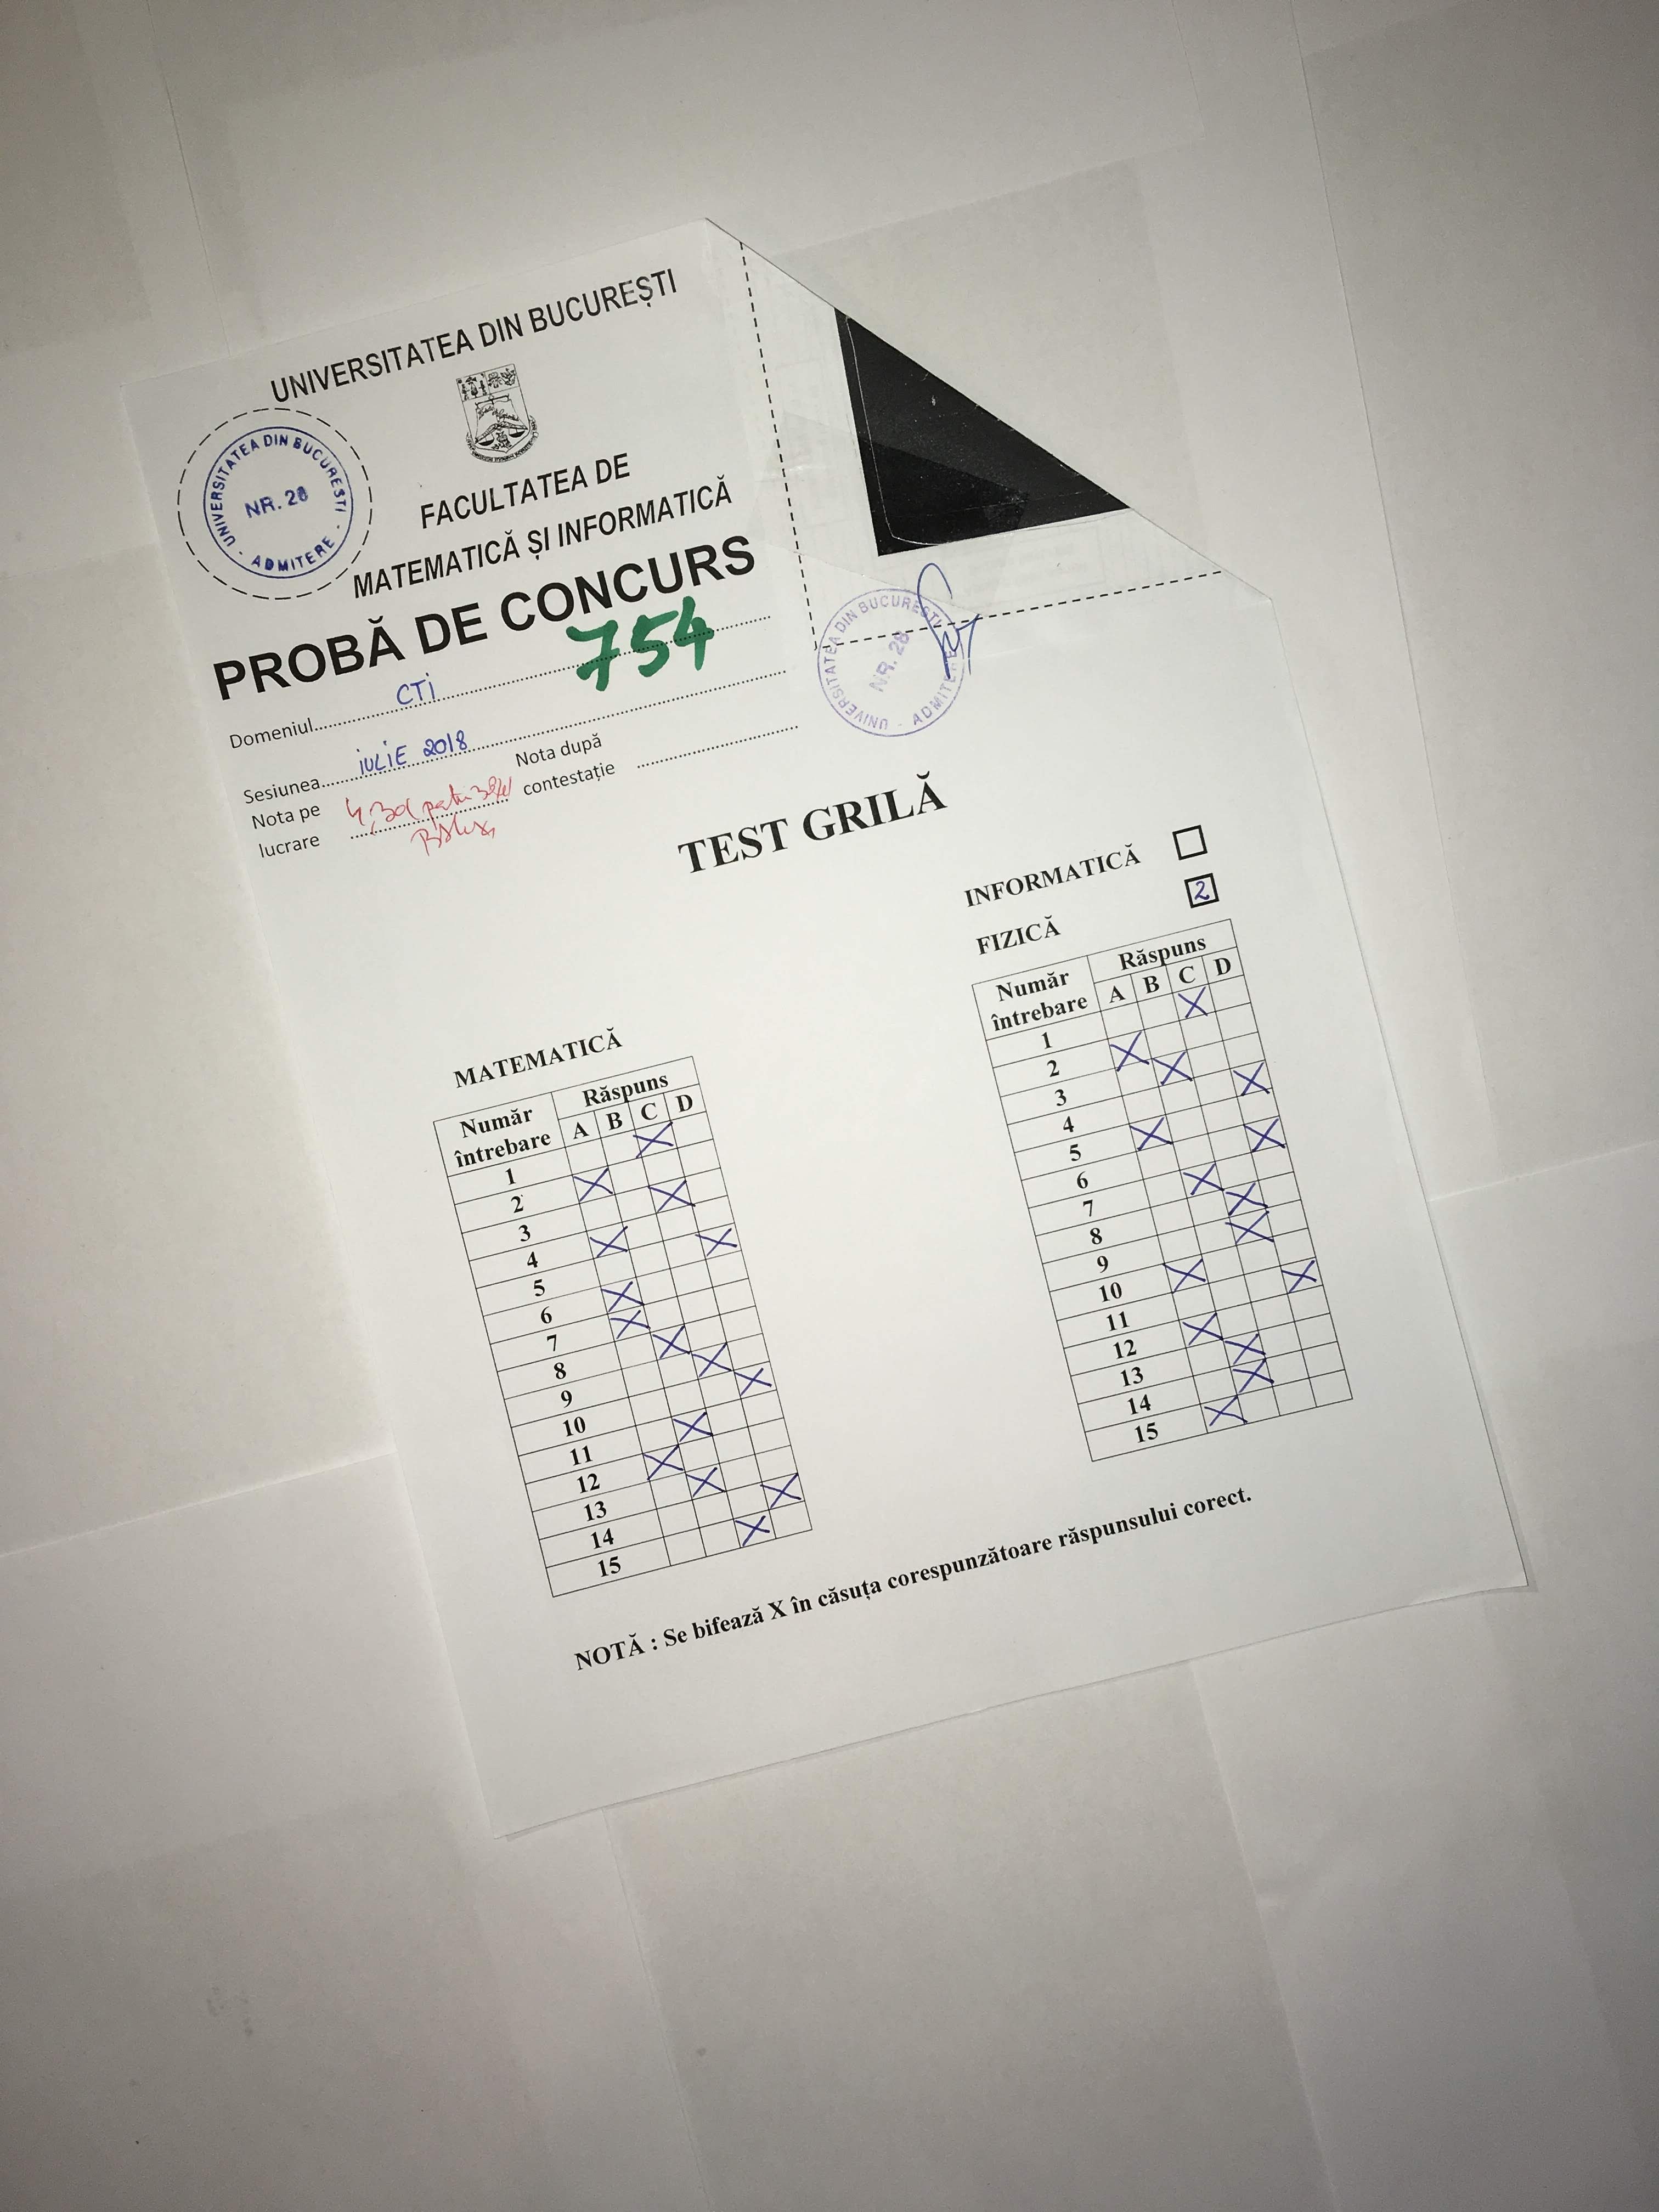 UNIVERSITATEA DIN BUCUREȘTI
UNIVERSITATEA DIN BUCURESTI - ADMITERE -
NR. 28
FACULTATEA DE
MATEMATICĂ ȘI INFORMATICĂ
PROBĂ DE CONCURS
754
Domeniul CTI
Sesiunea iULIE 2018
Nota pe lucrare 4,30
Nota după contestație
UNIVERSITATEA DIN BUCURESTI - ADMITERE
NR. 28
TEST GRILĂ
INFORMATICĂ
FIZICĂ 2
MATEMATICĂ
Număr întrebare Răspuns
A B C D
1 X
2 X
3 X
4 X
5 X
6 X
7 X
8 X
9 X
10 X
11 X
12 X
13 X
14 X
15 X
Număr întrebare Răspuns
A B C D
1 X
2 X
3 X
4 X
5 X
6 X
7 X
8 X
9 X
10 X
11 X
12 X
13 X
14 X
15 X
NOTĂ : Se bifează X în căsuța corespunzătoare răspunsului corect.